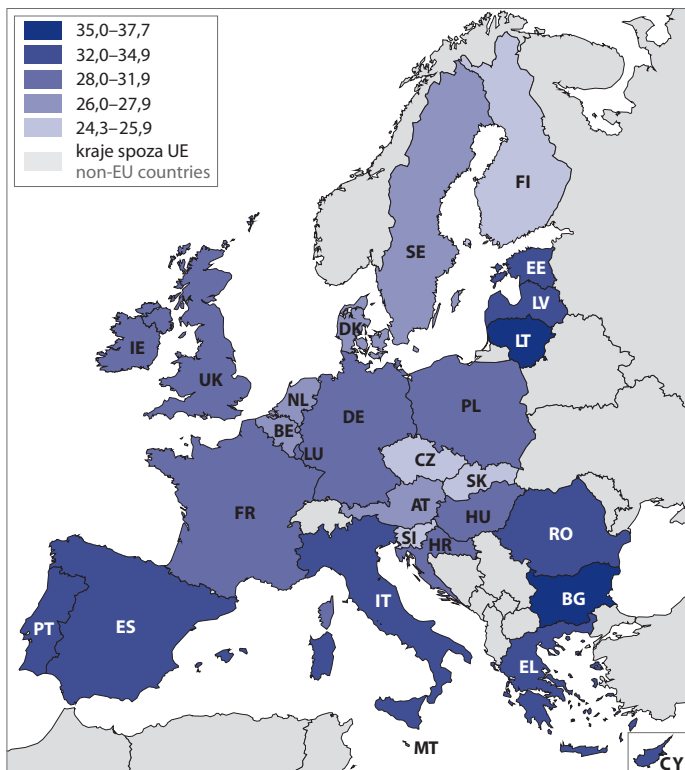 35,0–37,7
32,0–34,9
28,0–31,9
26,0–27,9
24,3–25,9
kraje spoza UE
non-EU countries
FI
SE
EE
LV
DK
LT
IE
UK
NL
DE
PL
BE
LU
CZ
SK
AT
HU
FR
SI
HR
RO
IT
BG
PT
ES
EL
MT
CY